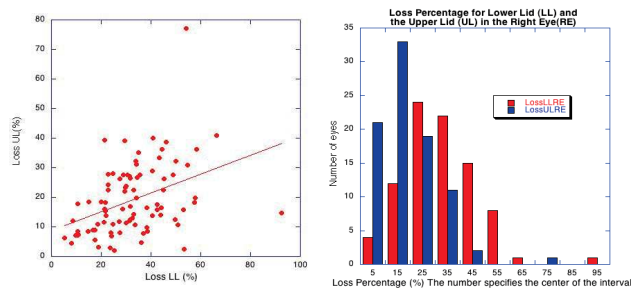 80
70
60
50
40
30
20
10
0
Loss UL(%)
0 20 40 60 80 100
Loss LL (%)
Loss Percentage for Lower Lid (LL) and
the Upper Lid (UL) in the Right Eye(RE)
35
30
25
20
15
10
5
0
Number of eyes
LossLLRE
LossULRE
5 15 25 35 45 55 65 75 85 95
Loss Percentage (%) The number specifies the center of the interval